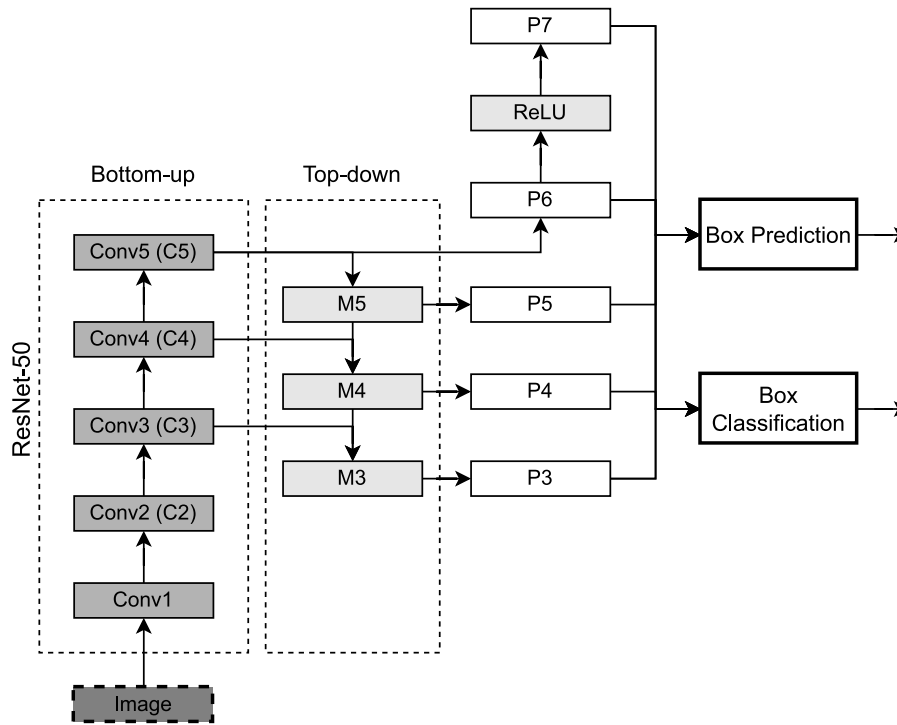 P7
ReLU
P6
Bottom-up
Top-down
ResNet-50
Conv5 (C5)
Conv4 (C4)
Conv3 (C3)
Conv2 (C2)
Conv1
Image
M5
M4
M3
P5
P4
P3
Box Prediction
Box
Classification